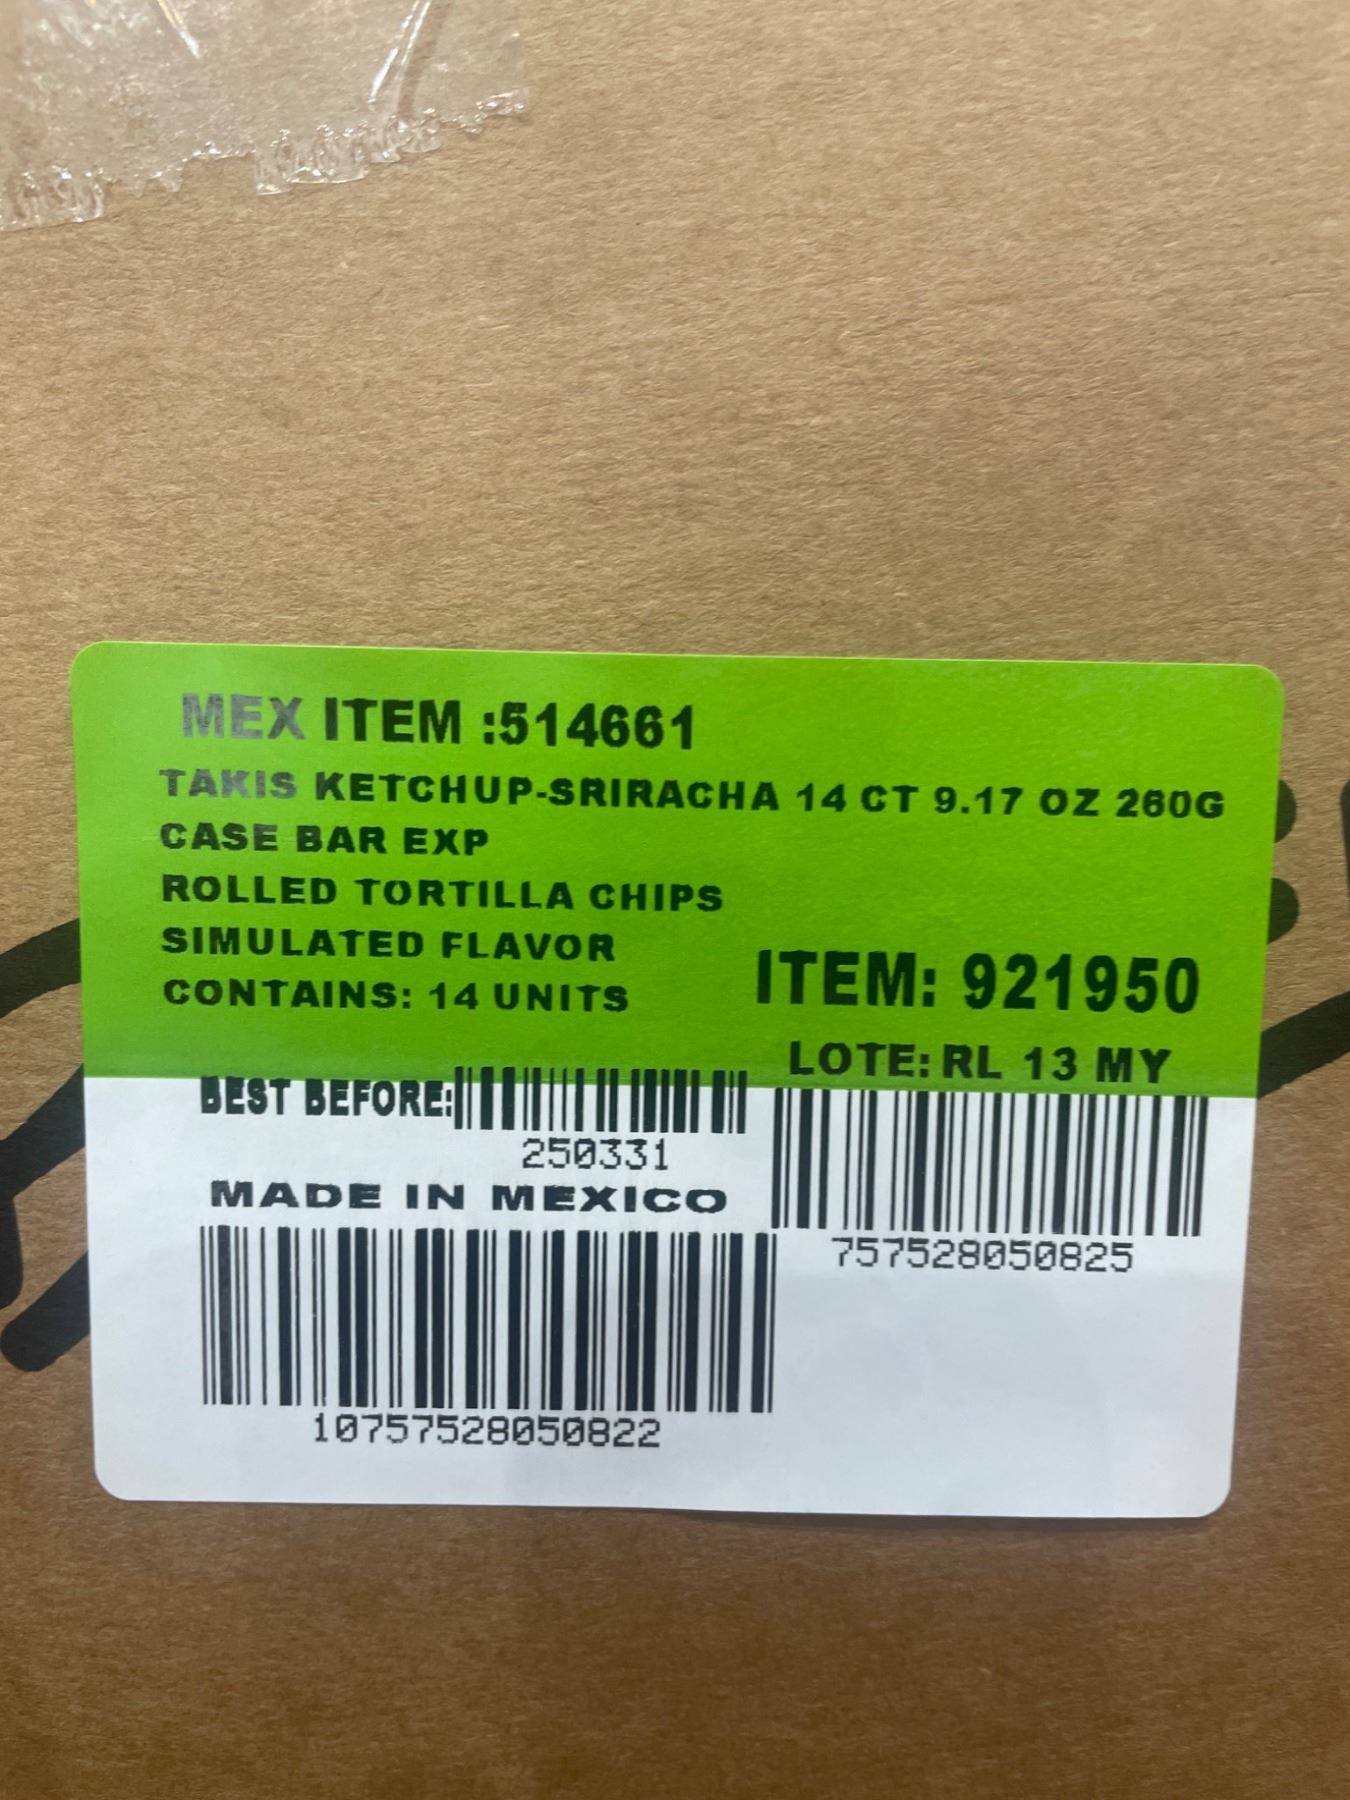 MEX ITEM :514661
TAKIS KETCHUP-SRIRACHA 14 CT 9.17 OZ 260G
CASE BAR EXP
ROLLED TORTILLA CHIPS
SIMULATED FLAVOR
CONTAINS: 14 UNITS
ITEM: 921950
LOTE: RL 13 MY
BEST BEFORE:
250331
MADE IN MEXICO
757528050825
10757528050822